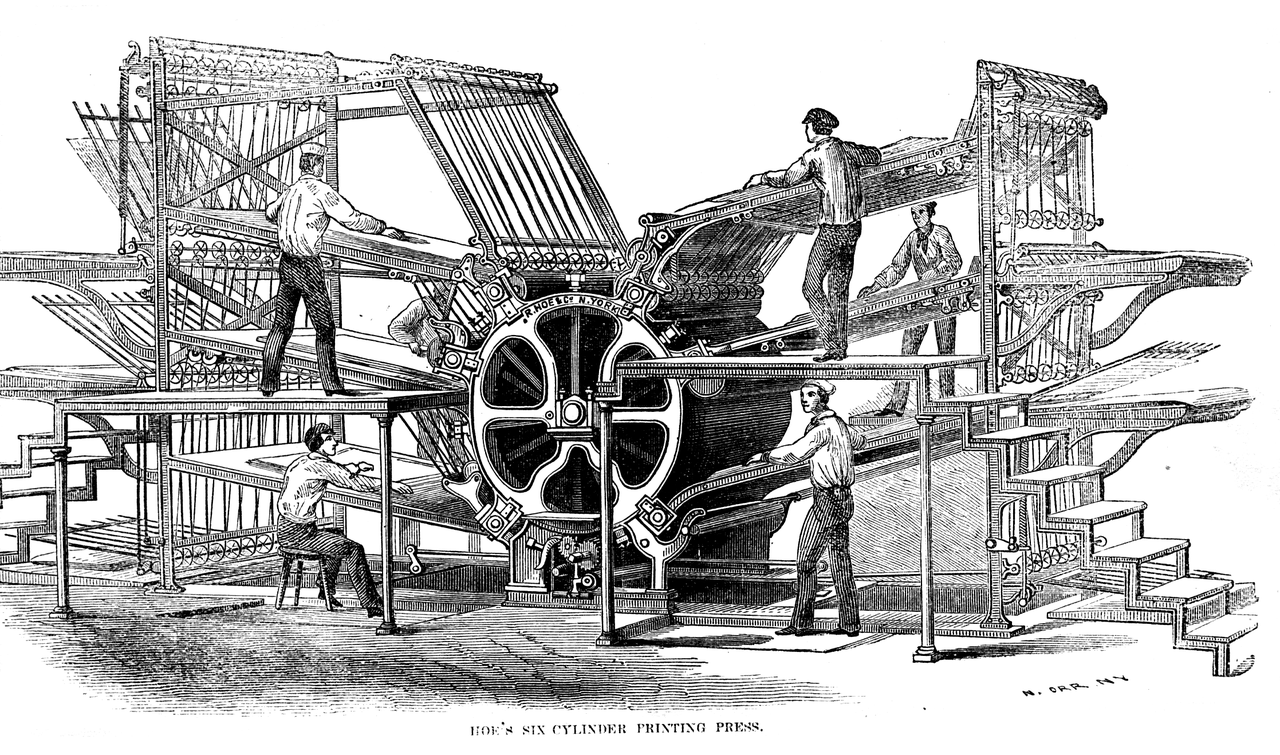 R. HOE & Co. N. YORK
N. ORR NY
HOE'S SIX CYLINDER PRINTING PRESS.